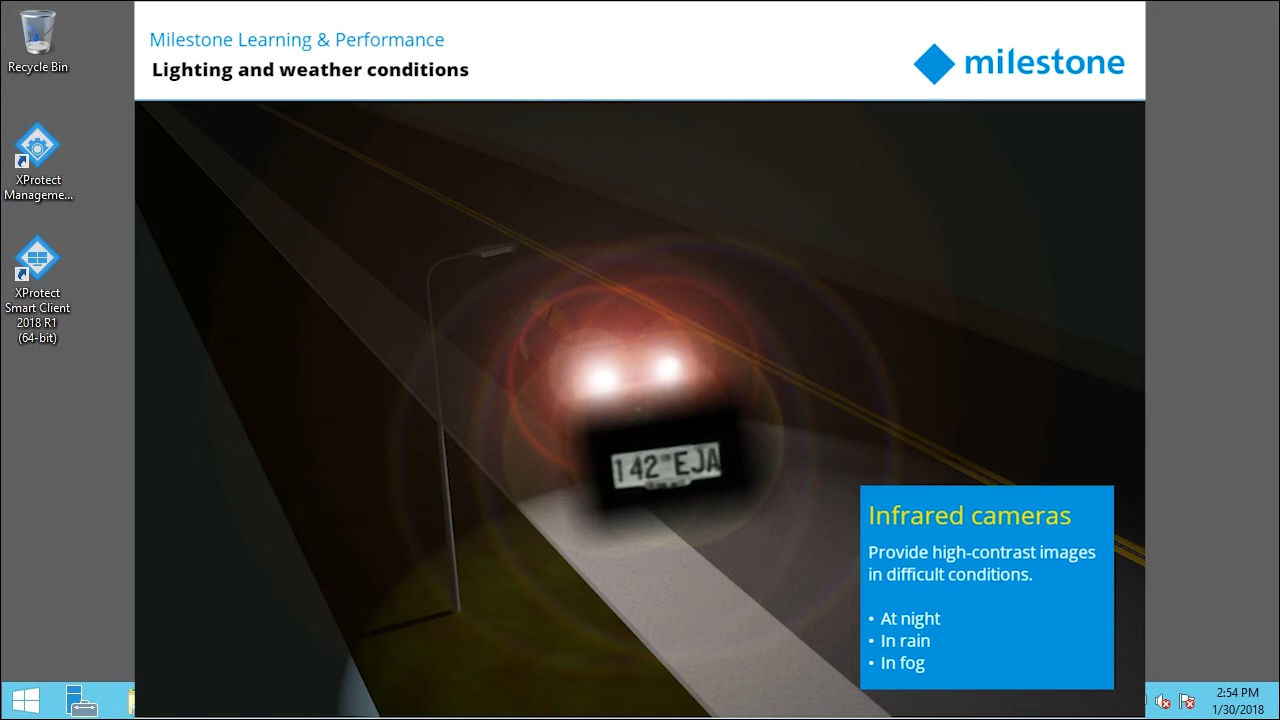 Recycle Bin
XProtect
Manageme...
XProtect
Smart Client
2018 R1
(64-bit)
Milestone Learning & Performance
Lighting and weather conditions
milestone
142 EJA
Infrared cameras
Provide high-contrast images
in difficult conditions.
• At night
• In rain
• In fog
2:54 PM
1/30/2018